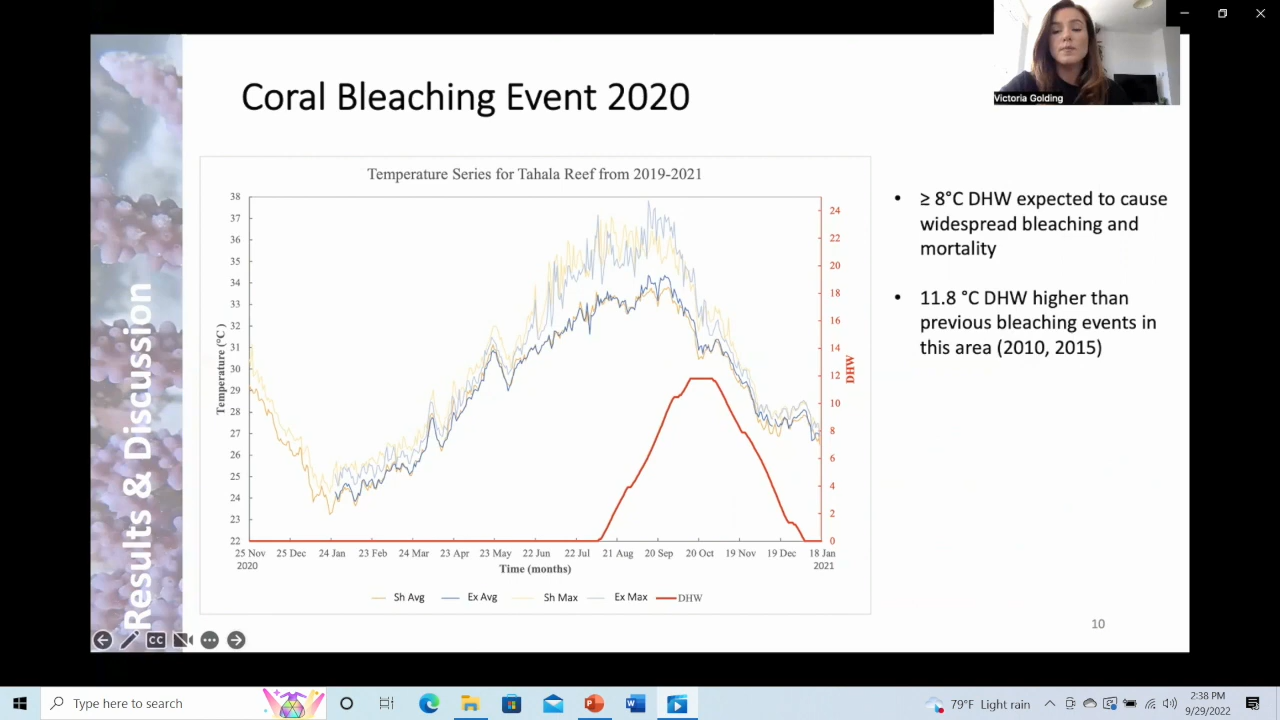 Victoria Golding
Coral Bleaching Event 2020
Results & Discussion
Temperature Series for Tahala Reef from 2019-2021
38
37
36
35
34
33
32
31
30
29
28
27
26
25
24
23
22
Temperature (°C )
24
22
20
18
16
14
12
10
8
6
4
2
0
DHW
25 Nov 25 Dec 24 Jan 23 Feb 24 Mar 23 Apr 23 May 22 Jun 22 Jul 21 Aug 20 Sep 20 Oct 19 Nov 19 Dec 18 Jan
2020 2021
Time (months)
Sh Avg Ex Avg Sh Max Ex Max DHW
• ≥ 8°C DHW expected to cause
widespread bleaching and
mortality
• 11.8 °C DHW higher than
previous bleaching events in
this area (2010, 2015)
10
CC
Type here to search
79°F Light rain
2:38 PM
9/29/2022